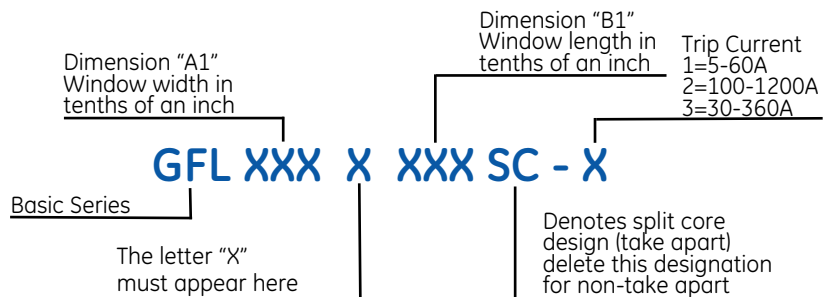 Dimension “A1”
Window width in
tenths of an inch
Dimension “B1”
Window length in
tenths of an inch
Trip Current
1=5-60A
2=100-1200A
3=30-360A
GFL XXX X XXX SC - X
Basic Series
The letter “X”
must appear here
Denotes split core
design (take apart)
delete this designation
for non-take apart